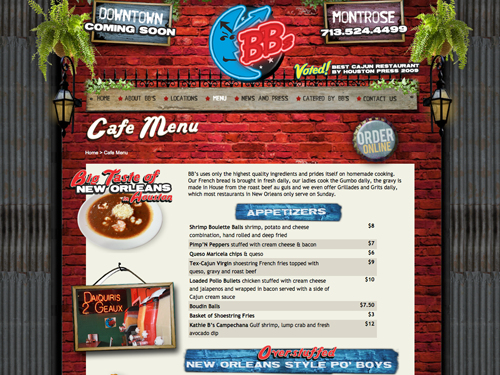 DOWNTOWN
COMING SOON
BB's
MONTROSE
713.524.4499
Voted!
BEST CAJUN RESTAURANT
BY HOUSTON PRESS 2009
HOME ★ ABOUT BB'S ★ LOCATIONS ★ MENU ★ NEWS AND PRESS ★ CATERED BY BB'S ★ CONTACT US
Cafe Menu
ORDER
ONLINE
Home > Cafe Menu
Big Taste of
NEW ORLEANS
in Houston
BB's uses only the highest quality ingredients and prides itself on homemade cooking.
Our French bread is brought in fresh daily, our ladies cook the Gumbo daily, the gravy is
made in House from the roast beef au guis and we even offer Grillades and Grits daily,
which most restaurants in New Orleans only serve on Sunday.
APPETIZERS
Shrimp Boulette Balls shrimp, potato and cheese $8
combination, hand rolled and deep fried
Pimp'N Peppers stuffed with cream cheese & bacon $7
Queso Maricela chips & queso $6
Tex-Cajun Virgin shoestring French fries topped with $9
queso, gravy and roast beef
Loaded Pollo Bullets chicken stuffed with cream cheese $10
and jalapenos and wrapped in bacon served with a side of
Cajun cream sauce
Boudin Balls $7.50
Basket of Shoestring Fries $3
Kathie B's Campechana Gulf shrimp, lump crab and fresh $12
avocado dip
DAIQUIRIS
2 GEAUX
Overstuffed
NEW ORLEANS STYLE PO' BOYS